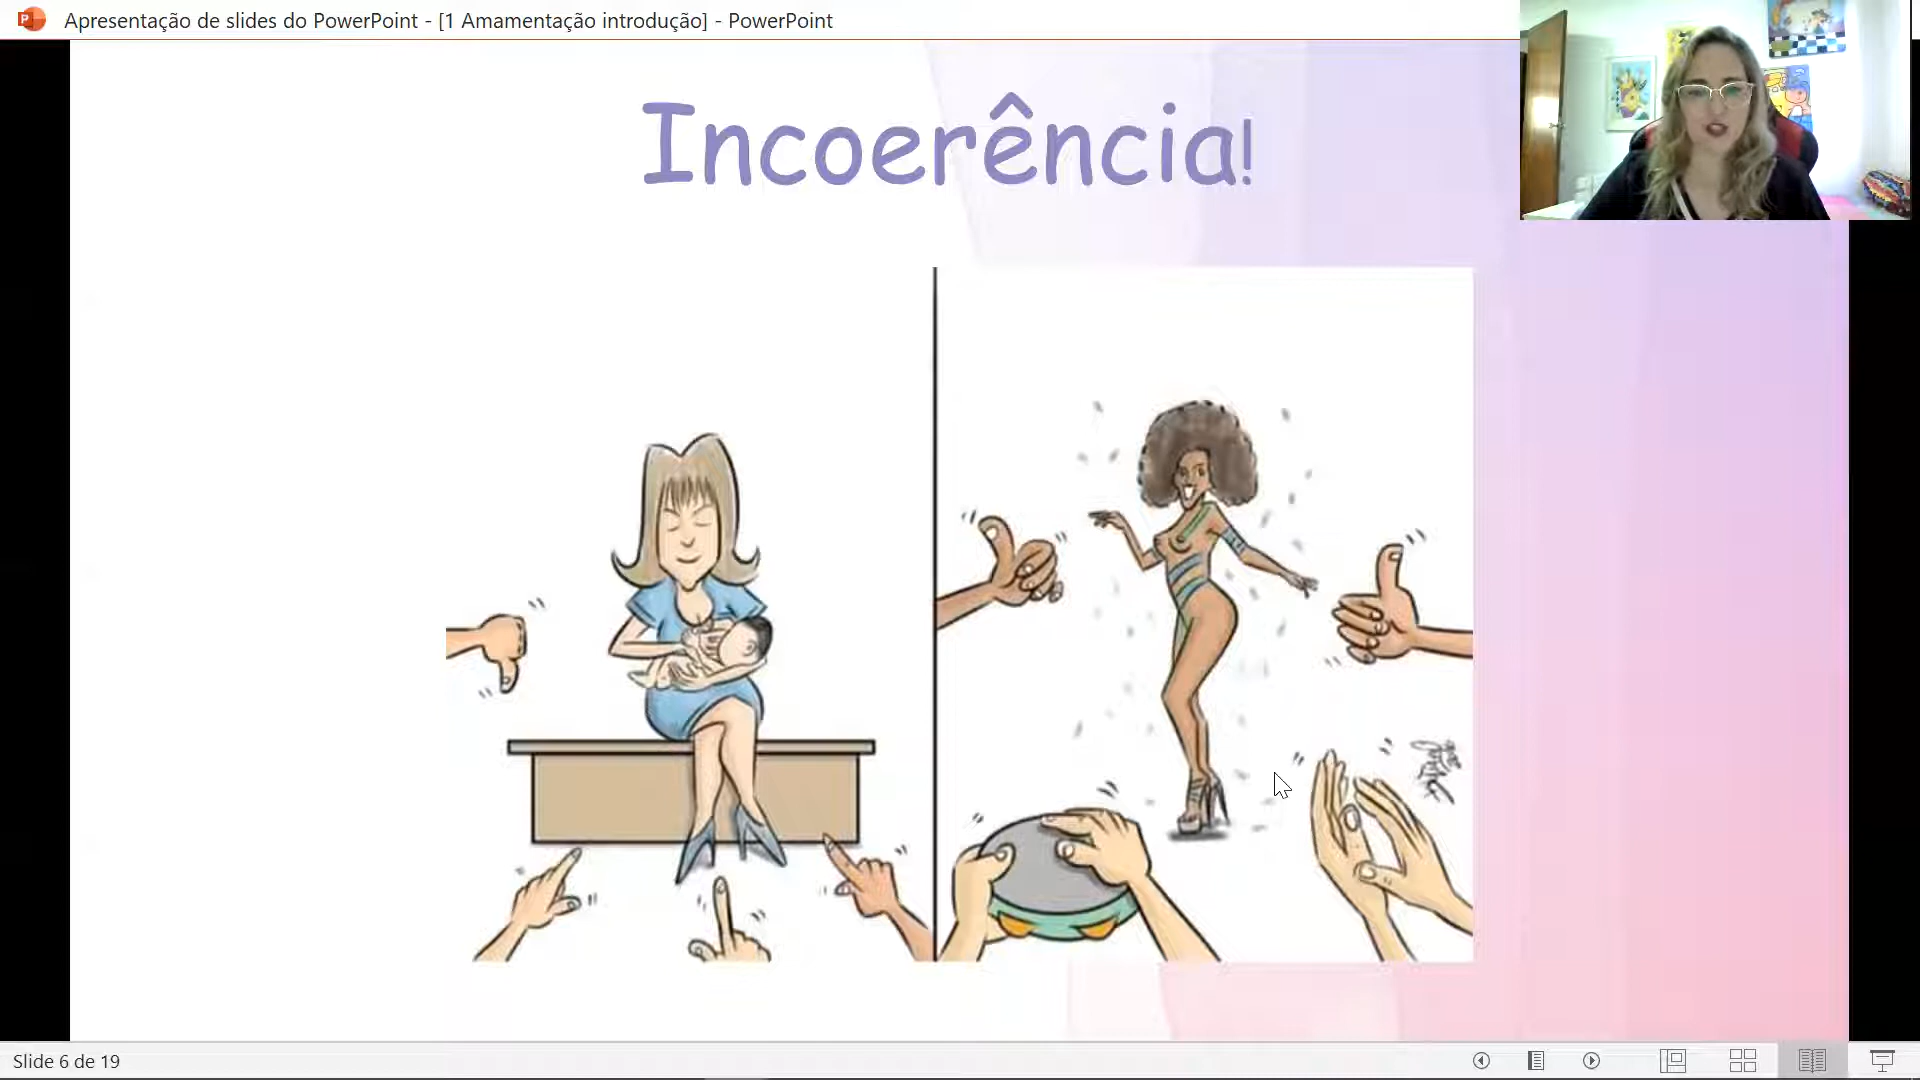 Apresentação de slides do PowerPoint - [1 Amamentação introdução] - PowerPoint
Incoerência!
Slide 6 de 19